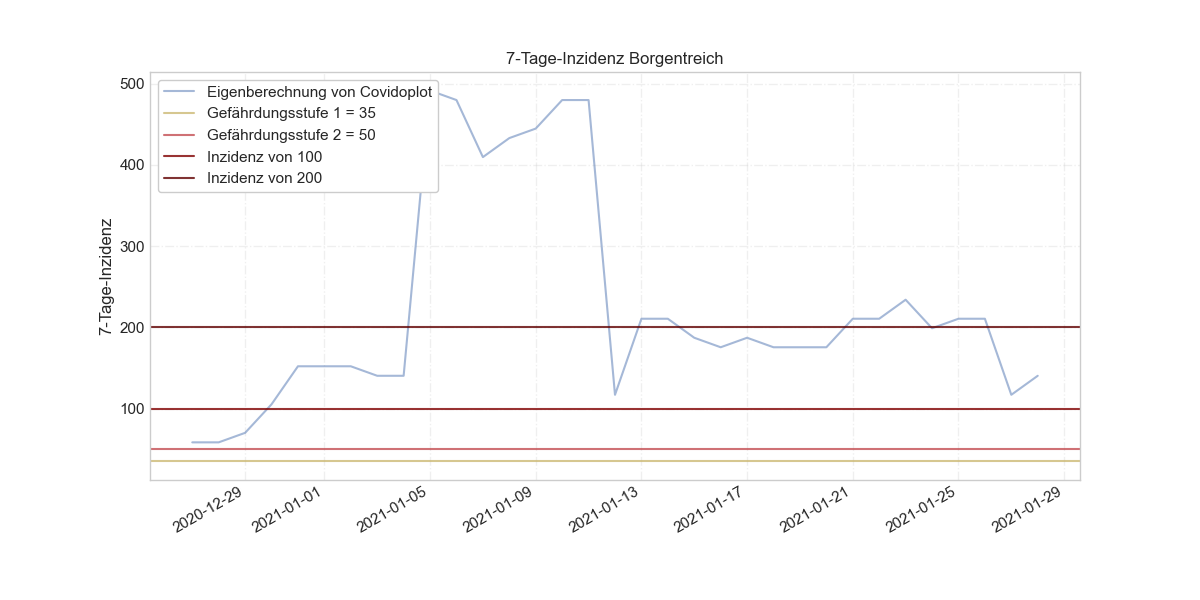 7-Tage-Inzidenz Borgentreich
Eigenberechnung von Covidoplot
Gefährdungsstufe 1 = 35
Gefährdungsstufe 2 = 50
Inzidenz von 100
Inzidenz von 200
7-Tage-Inzidenz
500
400
300
200
100
2020-12-29
2021-01-01
2021-01-05
2021-01-09
2021-01-13
2021-01-17
2021-01-21
2021-01-25
2021-01-29